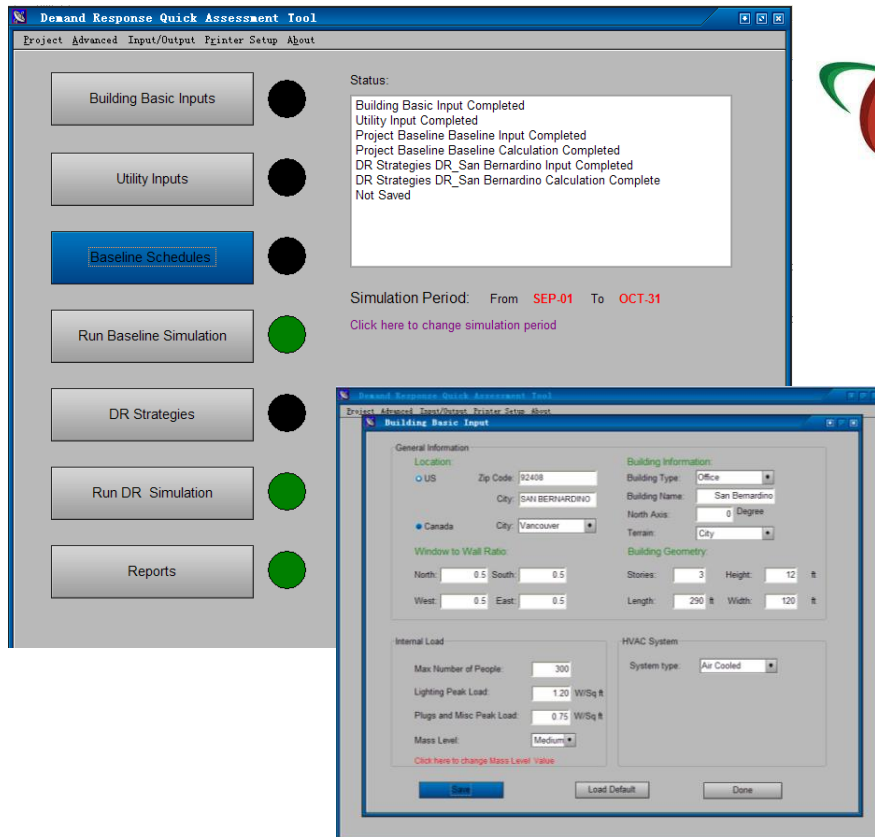 Demand Response Quick Assessment Tool
Project Advanced Input/Output Printer Setup About
Building Basic Inputs
Utility Inputs
Baseline Schedules
Run Baseline Simulation
DR Strategies
Run DR Simulation
Reports
Status:
Building Basic Input Completed
Utility Input Completed
Project Baseline Baseline Input Completed
Project Baseline Baseline Calculation Completed
DR Strategies DR_San Bernardino Input Completed
DR Strategies DR_San Bernardino Calculation Complete
Not Saved
Simulation Period: From SEP-01 To OCT-31
Click here to change simulation period
Demand Response Quick Assessment Tool
Project Advanced Input/Output Printer Setup About
Building Basic Input
General Information
Location:
US Zip Code: 92408
City: SAN BERNARDINO
Canada City: Vancouver
Window to Wall Ratio:
North: 0.5 South: 0.5
West: 0.5 East: 0.5
Building Information:
Building Type: Office
Building Name: San Bernardino
North Axis: 0 Degree
Terrain: City
Building Geometry:
Stories: 3 Height: 12 ft
Length: 290 ft Width: 120 ft
Internal Load
Max Number of People: 300
Lighting Peak Load: 1.20 W/Sq ft
Plugs and Misc Peak Load: 0.75 W/Sq ft
Mass Level: Medium
Click here to change Mass Level Value
HVAC System
System type: Air Cooled
Save Load Default Done